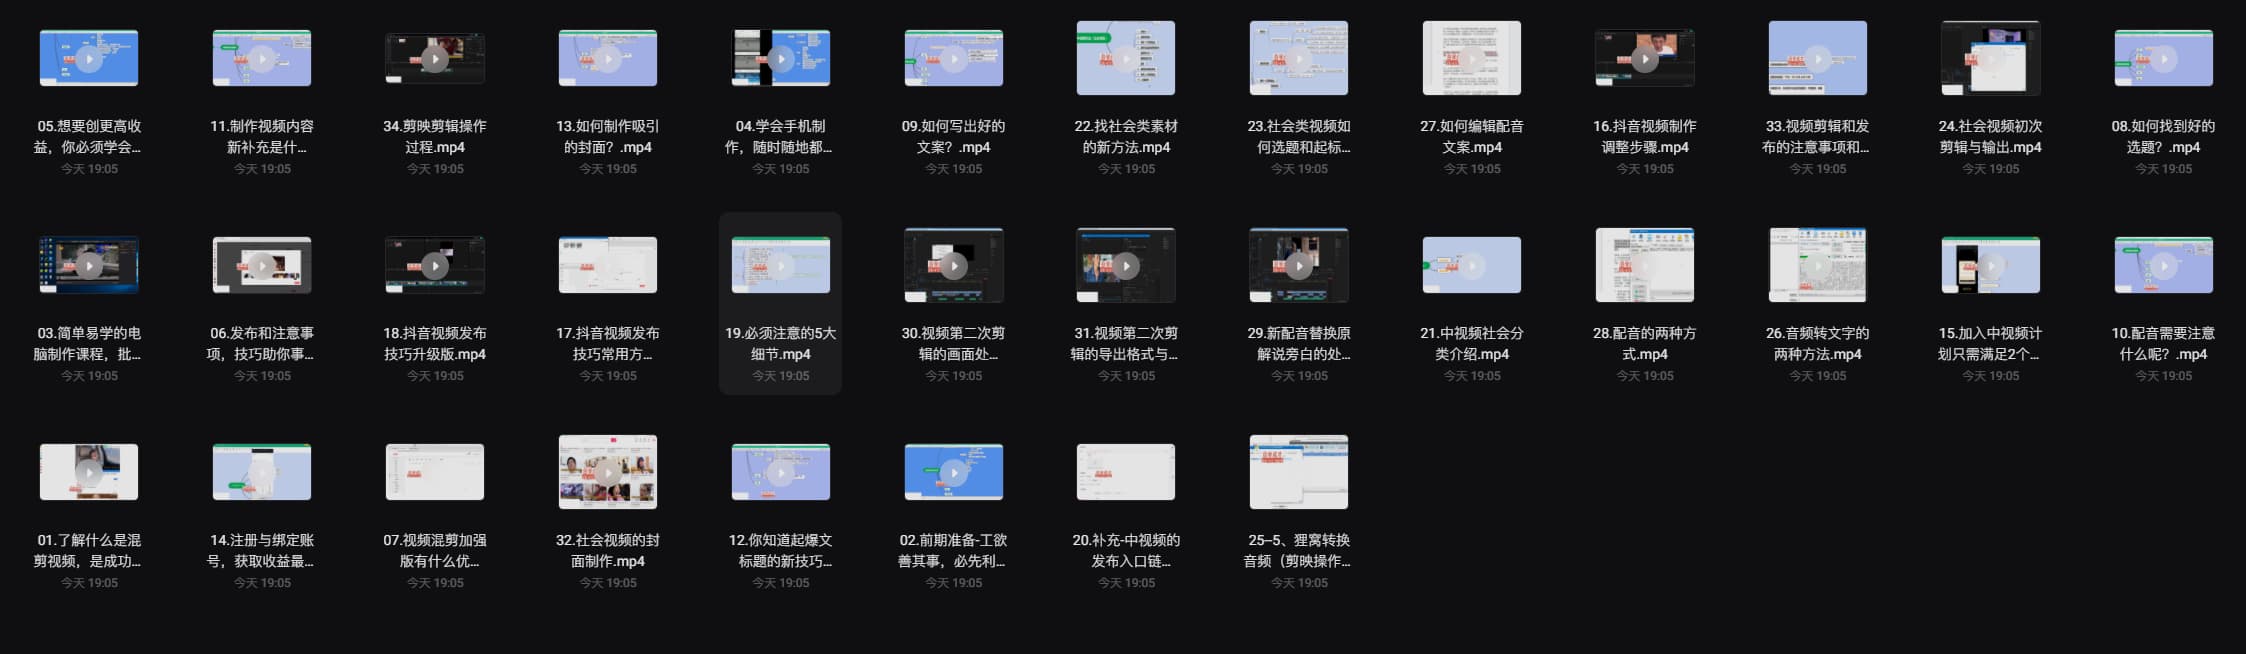 05.想要创更高收
益，你必须学会...
今天 19:05
11.制作视频内容
新补充是什...
今天 19:05
34.剪映剪辑操作
过程.mp4
今天 19:05
13.如何制作吸引
的封面？.mp4
今天 19:05
04.学会手机制
作，随时随地都...
今天 19:05
09.如何写出好的
文案？.mp4
今天 19:05
22.找社会类素材
的新方法.mp4
今天 19:05
23.社会类视频如
何选题和起标...
今天 19:05
27.如何编辑配音
文案.mp4
今天 19:05
16.抖音视频制作
调整步骤.mp4
今天 19:05
33.视频剪辑和发
布的注意事项和...
今天 19:05
24.社会视频初次
剪辑与输出.mp4
今天 19:05
08.如何找到好的
选题？.mp4
今天 19:05
03.简单易学的电
脑制作课程，批...
今天 19:05
06.发布和注意事
项，技巧助你事...
今天 19:05
18.抖音视频发布
技巧升级版.mp4
今天 19:05
17.抖音视频发布
技巧常用方...
今天 19:05
19.必须注意的5大
细节.mp4
今天 19:05
30.视频第二次剪
辑的画面处...
今天 19:05
31.视频第二次剪
辑的导出格式与...
今天 19:05
29.新配音替换原
解说旁白的处...
今天 19:05
21.中视频社会分
类介绍.mp4
今天 19:05
28.配音的两种方
式.mp4
今天 19:05
26.音频转文字的
两种方法.mp4
今天 19:05
15.加入中视频计
划只需满足2个...
今天 19:05
10.配音需要注意
什么呢？.mp4
今天 19:05
01.了解什么是混
剪视频，是成功...
今天 19:05
14.注册与绑定账
号，获取收益最...
今天 19:05
07.视频混剪加强
版有什么优...
今天 19:05
32.社会视频的封
面制作.mp4
今天 19:05
12.你知道起爆文
标题的新技巧...
今天 19:05
02.前期准备-工欲
善其事，必先利...
今天 19:05
20.补充-中视频的
发布入口链...
今天 19:05
25–5、狸窝转换
音频（剪映操作...
今天 19:05